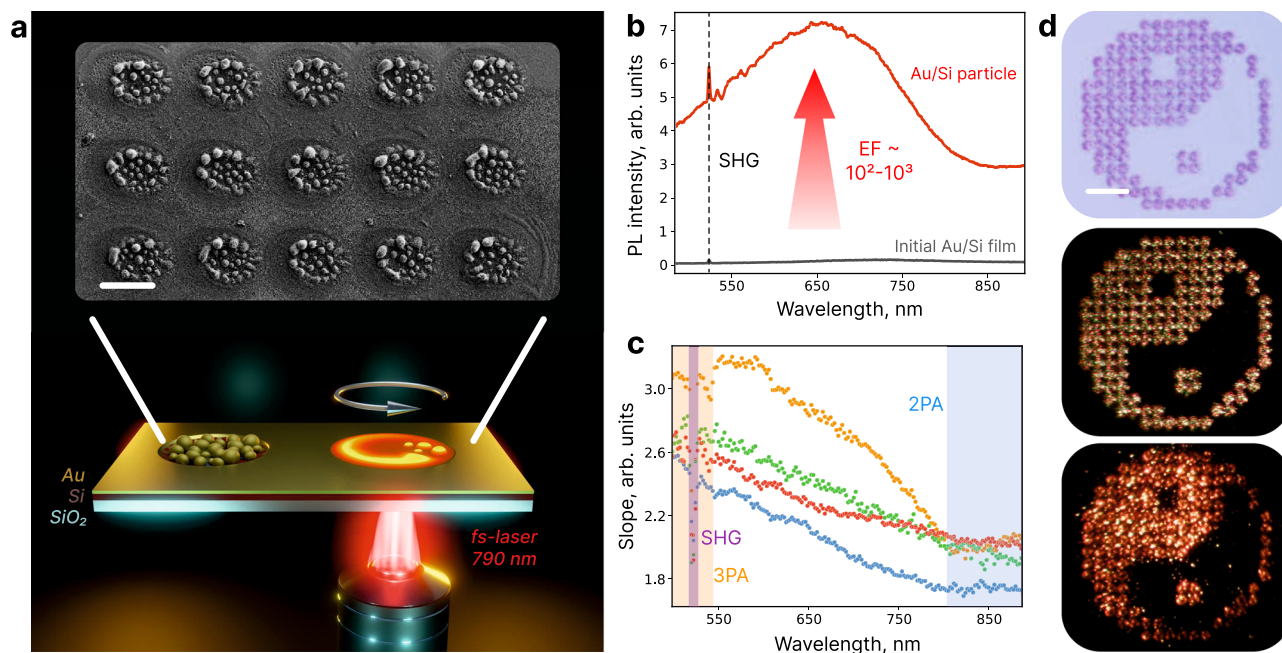 a
Au
Si
SiO₂
fs-laser
790 nm
b
PL intensity, arb. units
7
6
5
4
3
2
1
0
Au/Si particle
SHG
EF ~
10²-10³
Initial Au/Si film
550
650
750
850
Wavelength, nm
c
Slope, arb. units
3.0
2.6
2.2
1.8
2PA
SHG
3PA
550
650
750
850
Wavelength, nm
d